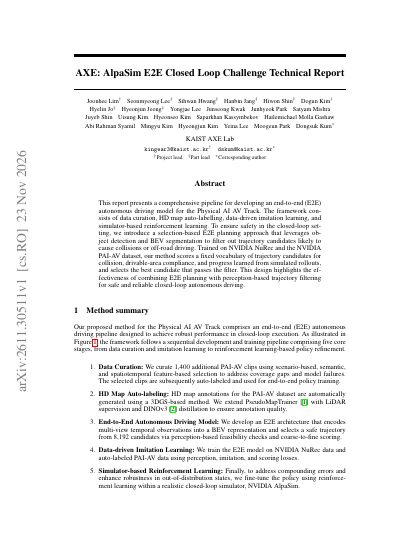 AXE: AlpaSim E2E Closed Loop Challenge Technical Report
Joonhee Lim† Seonmyeong Lee‡ Sihwan Hwang‡ Hanbin Jang‡ Hiwon Shin‡ Dogun Kim‡
Hyelin Jo‡ Hyeonjun Jeong‡ Yongjae Lee Junseong Kwak Junhyeok Park Satyam Mishra
Juyeb Shin Uisung Kim Hyeonseo Kim Saparkhan Kassymbekov Hailemichael Molla Gashaw
Abi Rahman Syamil Mingyu Kim Hyeongjun Kim Yeina Lee Moogeun Park Dongsuk Kum*
KAIST AXE Team
kingsar3@kaist.ac.kr† dskum@kaist.ac.kr*
†Project lead ‡Part lead *Corresponding author
arXiv:2611.30511v1 [cs.RO] 23 Nov 2026
Abstract
This report presents a comprehensive pipeline for developing an end-to-end (E2E)
autonomous driving model for the Physical AI AV Track. The framework con-
sists of data curation, HD map auto-labeling, data-driven imitation learning, and
simulator-based reinforcement learning. To ensure safety in the closed-loop set-
ting, we introduce a selection-based E2E planning approach that leverages ob-
ject detection and BEV segmentation to filter out trajectory candidates likely to
cause collisions or off-road driving. Trained on NVIDIA NuRec and the NVIDIA
PAI-AV dataset, our method scores a fixed vocabulary of trajectory candidates for
collision, drivable-area compliance, and progress learned from simulated rollouts,
and selects the best candidate that passes the filter. This design highlights the ef-
fectiveness of combining E2E planning with perception-based trajectory filtering
for safe and reliable closed-loop autonomous driving.
1 Method summary
Our proposed method for the Physical AI AV Track comprises an end-to-end (E2E) autonomous
driving pipeline designed to achieve robust performance in closed-loop execution. As illustrated in
Figure 1, the framework follows a sequential development and training pipeline comprising five core
stages, from data curation and imitation learning to reinforcement learning-based policy refinement.
1. Data Curation: We curate 1,400 additional PAI-AV clips using scenario-based, semantic,
and spatiotemporal feature-based selection to address coverage gaps and model failures.
The selected clips are subsequently auto-labeled and used for end-to-end policy training.
2. HD Map Auto-labeling: HD map annotations for the PAI-AV dataset are automatically
generated using a 3DGS-based method. We extend PseudoMapTrainer [1] with LiDAR
supervision and DINOv3 [2] distillation to ensure annotation quality.
3. End-to-End Autonomous Driving Model: We develop an E2E architecture that encodes
multi-view temporal observations into a BEV representation and selects a safe trajectory
from 8,192 candidates via perception-based feasibility checks and coarse-to-fine scoring.
4. Data-driven Imitation Learning: We train the E2E model on NVIDIA NuRec data and
auto-labeled PAI-AV data using perception, imitation, and scoring losses.
5. Simulator-based Reinforcement Learning: Finally, to address compounding errors and
enhance robustness in out-of-distribution states, we fine-tune the policy using reinforce-
ment learning within a realistic closed-loop simulator, NVIDIA AlpaSim.